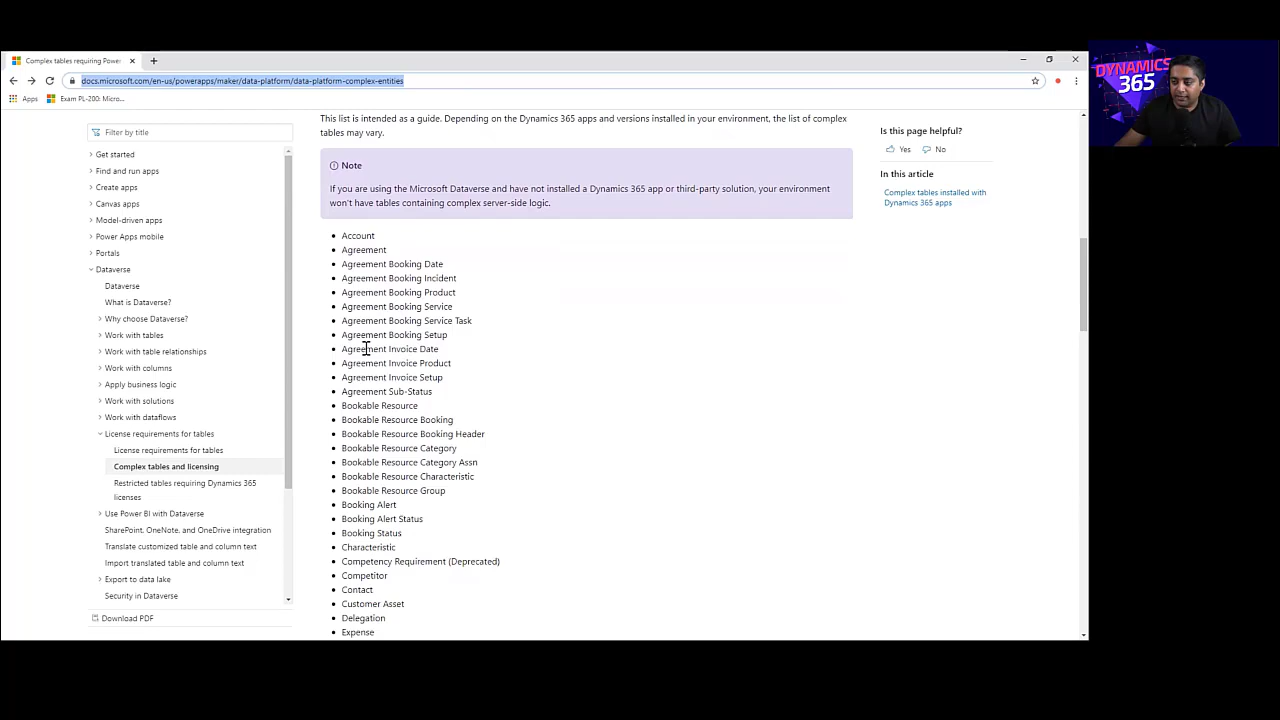 Complex tables requiring Power
docs.microsoft.com/en-us/powerapps/maker/data-platform/data-platform-complex-entities
Apps
Exam PL-200: Micro...
DYNAMICS
365
Filter by title
Get started
Find and run apps
Create apps
Canvas apps
Model-driven apps
Power Apps mobile
Portals
Dataverse
Dataverse
What is Dataverse?
Why choose Dataverse?
Work with tables
Work with table relationships
Work with columns
Apply business logic
Work with solutions
Work with dataflows
License requirements for tables
License requirements for tables
Complex tables and licensing
Restricted tables requiring Dynamics 365
licenses
Use Power BI with Dataverse
SharePoint, OneNote, and OneDrive integration
Translate customized table and column text
Import translated table and column text
Export to data lake
Security in Dataverse
Download PDF
This list is intended as a guide. Depending on the Dynamics 365 apps and versions installed in your environment, the list of complex
tables may vary.
Note
If you are using the Microsoft Dataverse and have not installed a Dynamics 365 app or third-party solution, your environment
won't have tables containing complex server-side logic.
Account
Agreement
Agreement Booking Date
Agreement Booking Incident
Agreement Booking Product
Agreement Booking Service
Agreement Booking Service Task
Agreement Booking Setup
Agreement Invoice Date
Agreement Invoice Product
Agreement Invoice Setup
Agreement Sub-Status
Bookable Resource
Bookable Resource Booking
Bookable Resource Booking Header
Bookable Resource Category
Bookable Resource Category Assn
Bookable Resource Characteristic
Bookable Resource Group
Booking Alert
Booking Alert Status
Booking Status
Characteristic
Competency Requirement (Deprecated)
Competitor
Contact
Customer Asset
Delegation
Expense
Is this page helpful?
Yes
No
In this article
Complex tables installed with
Dynamics 365 apps